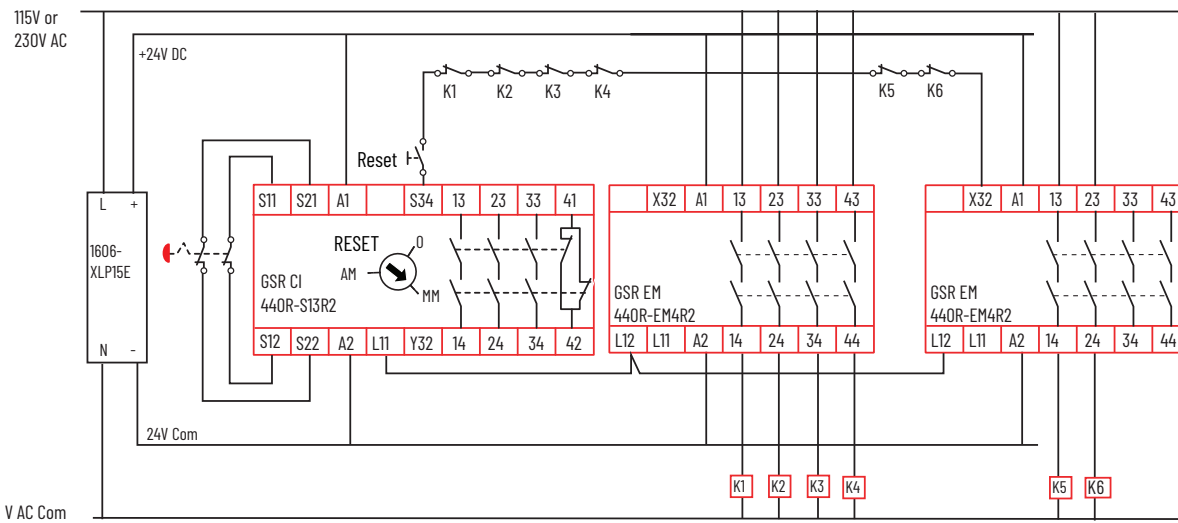 115V or
230V AC
+24V DC
K1 K2 K3 K4 K5 K6
Reset
S11 S21 A1 S34 13 23 33 41
X32 A1 13 23 33 43
X32 A1 13 23 33 43
L +
1606-
XLP15E
N -
RESET
0
AM
MM
GSR CI
440R-S13R2
GSR EM
440R-EM4R2
GSR EM
440R-EM4R2
S12 S22 A2 L11 Y32 14 24 34 42
L12 L11 A2 14 24 34 44
L12 L11 A2 14 24 34 44
24V Com
K1 K2 K3 K4 K5 K6
V AC Com